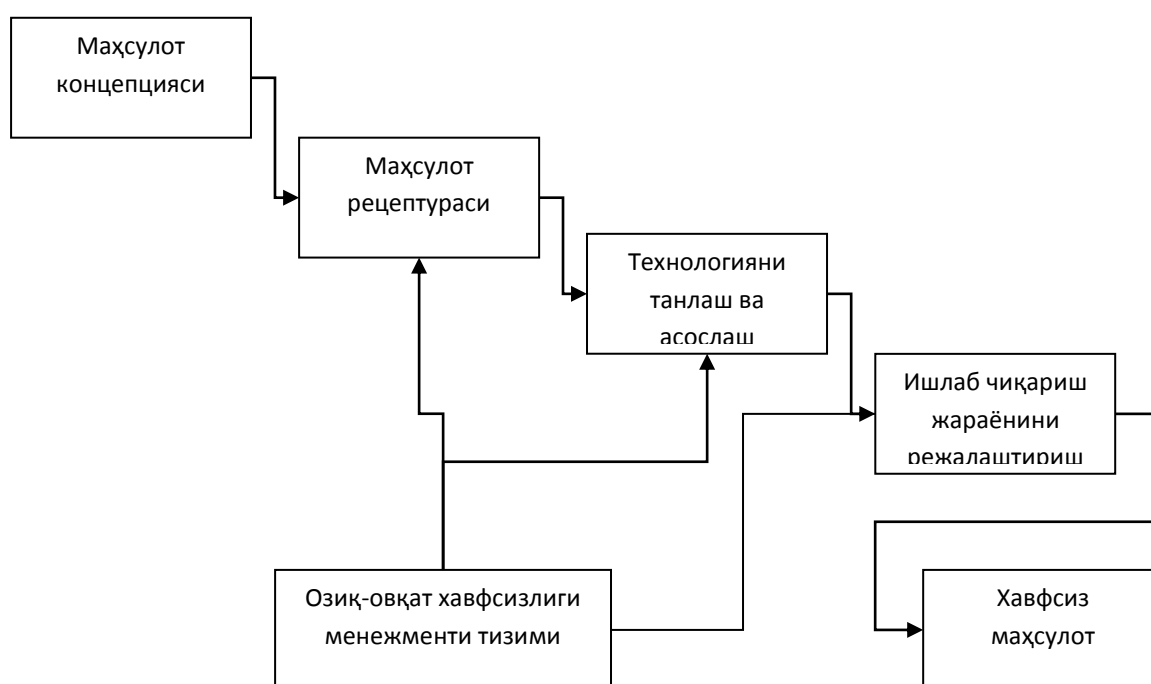 Маҳсулот
концепцияси
Маҳсулот
рецептураси
Технологияни
танлаш ва
асослаш
Ишлаб чиқариш
жараёнини
режалаштириш
Озиқ-овқат хавфсизлиги
менежменти тизими
Хавфсиз
маҳсулот